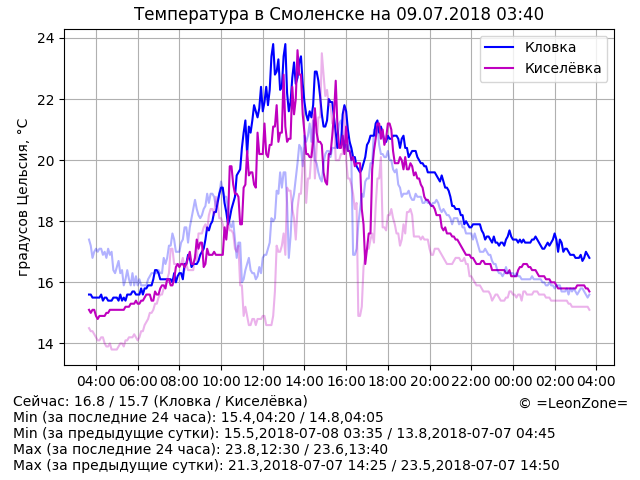 Температура в Смоленске на 09.07.2018 03:40
градусов Цельсия, °C
24
22
20
18
16
14
Кловка
Киселёвка
04:00 06:00 08:00 10:00 12:00 14:00 16:00 18:00 20:00 22:00 00:00 02:00 04:00
Сейчас: 16.8 / 15.7 (Кловка / Киселёвка)
© =LeonZone=
Min (за последние 24 часа): 15.4,04:20 / 14.8,04:05
Min (за предыдущие сутки): 15.5,2018-07-08 03:35 / 13.8,2018-07-07 04:45
Max (за последние 24 часа): 23.8,12:30 / 23.6,13:40
Max (за предыдущие сутки): 21.3,2018-07-07 14:25 / 23.5,2018-07-07 14:50